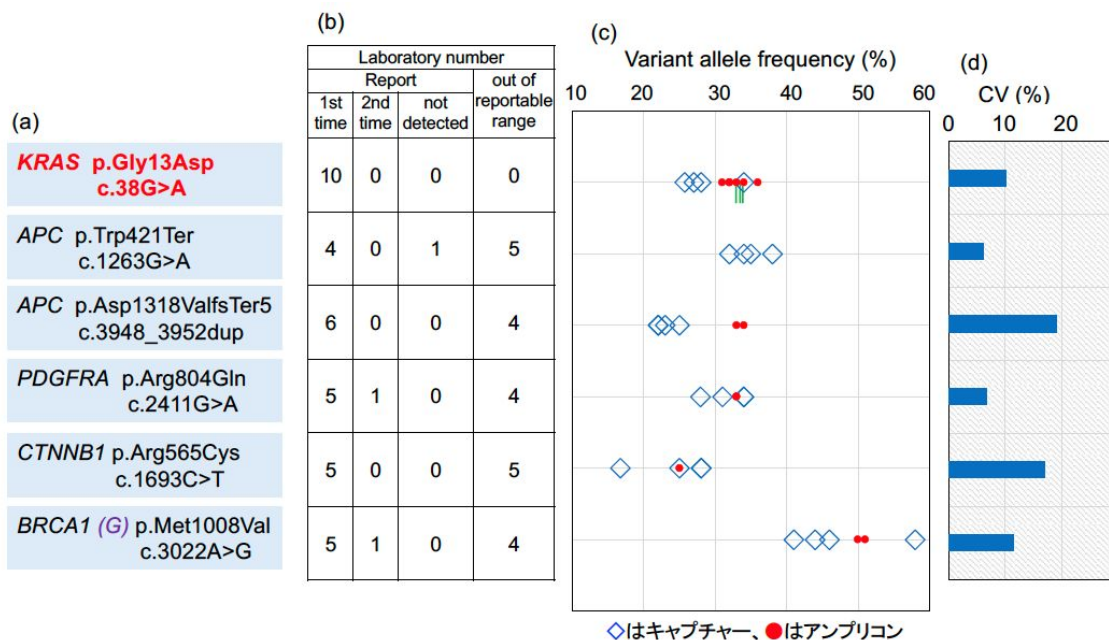 (a)
KRAS p.Gly13Asp
c.38G>A
APC p.Trp421Ter
c.1263G>A
APC p.Asp1318ValfsTer5
c.3948_3952dup
PDGFRA p.Arg804Gln
c.2411G>A
CTNNB1 p.Arg565Cys
c.1693C>T
BRCA1 (G) p.Met1008Val
c.3022A>G
(b)
Laboratory number
Report
out of
reportable
range
1st
time
2nd
time
not
detected
10 0 0 0
4 0 1 5
6 0 0 4
5 1 0 4
5 0 0 5
5 1 0 4
(c)
Variant allele frequency (%)
10 20 30 40 50 60
(d)
CV (%)
0 10 20
◇はキャプチャー、●はアンプリコン